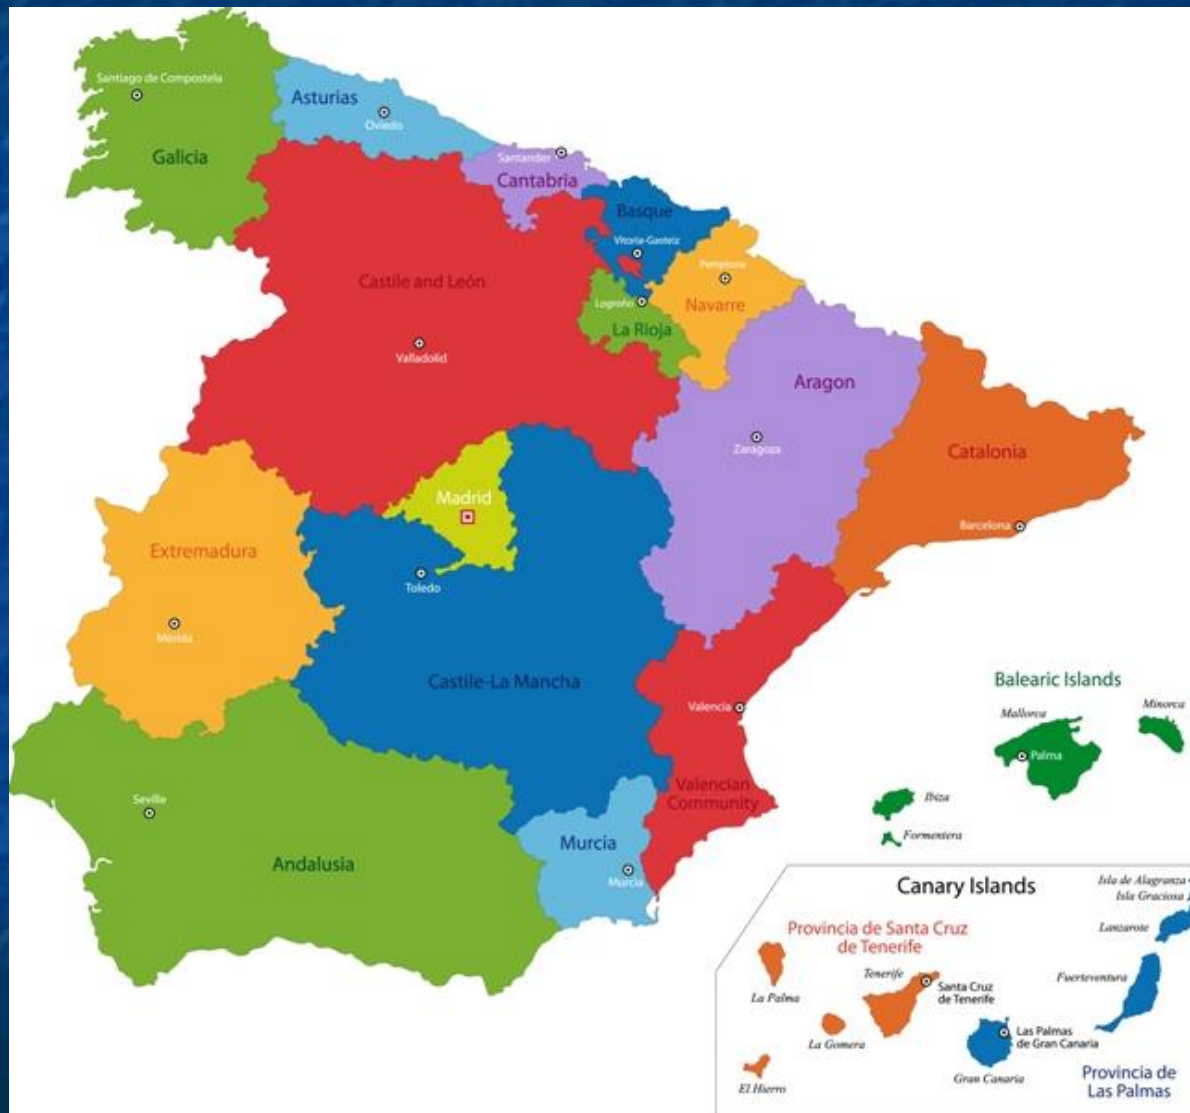 Santiago de Compostela
Galicia
Asturias
Oviedo
Santander
Cantabria
Basque
Vitoria-Gasteiz
Pamplona
Navarre
Logroño
La Rioja
Castile and León
Valladolid
Aragon
Zaragoza
Catalonia
Barcelona
Madrid
Extremadura
Mérida
Toledo
Castile-La Mancha
Valencia
Valencian
Community
Balearic Islands
Mallorca
Minorca
Palma
Ibiza
Formentera
Seville
Andalusia
Murcia
Murcia
Canary Islands
Isla de Alagranza
Isla Graciosa
Lanzarote
Provincia de Santa Cruz
de Tenerife
Tenerife
Santa Cruz
de Tenerife
Fuerteventura
La Palma
La Gomera
Las Palmas
de Gran Canaria
Gran Canaria
El Hierro
Provincia de
Las Palmas